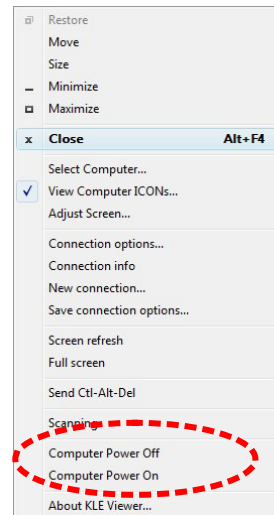 Restore
Move
Size
Minimize
Maximize
x Close Alt+F4
Select Computer...
View Computer ICONs...
Adjust Screen...
Connection options...
Connection info
New connection...
Save connection options...
Screen refresh
Full screen
Send Ctl-Alt-Del
Scanning
Computer Power Off
Computer Power On
About KLE Viewer...